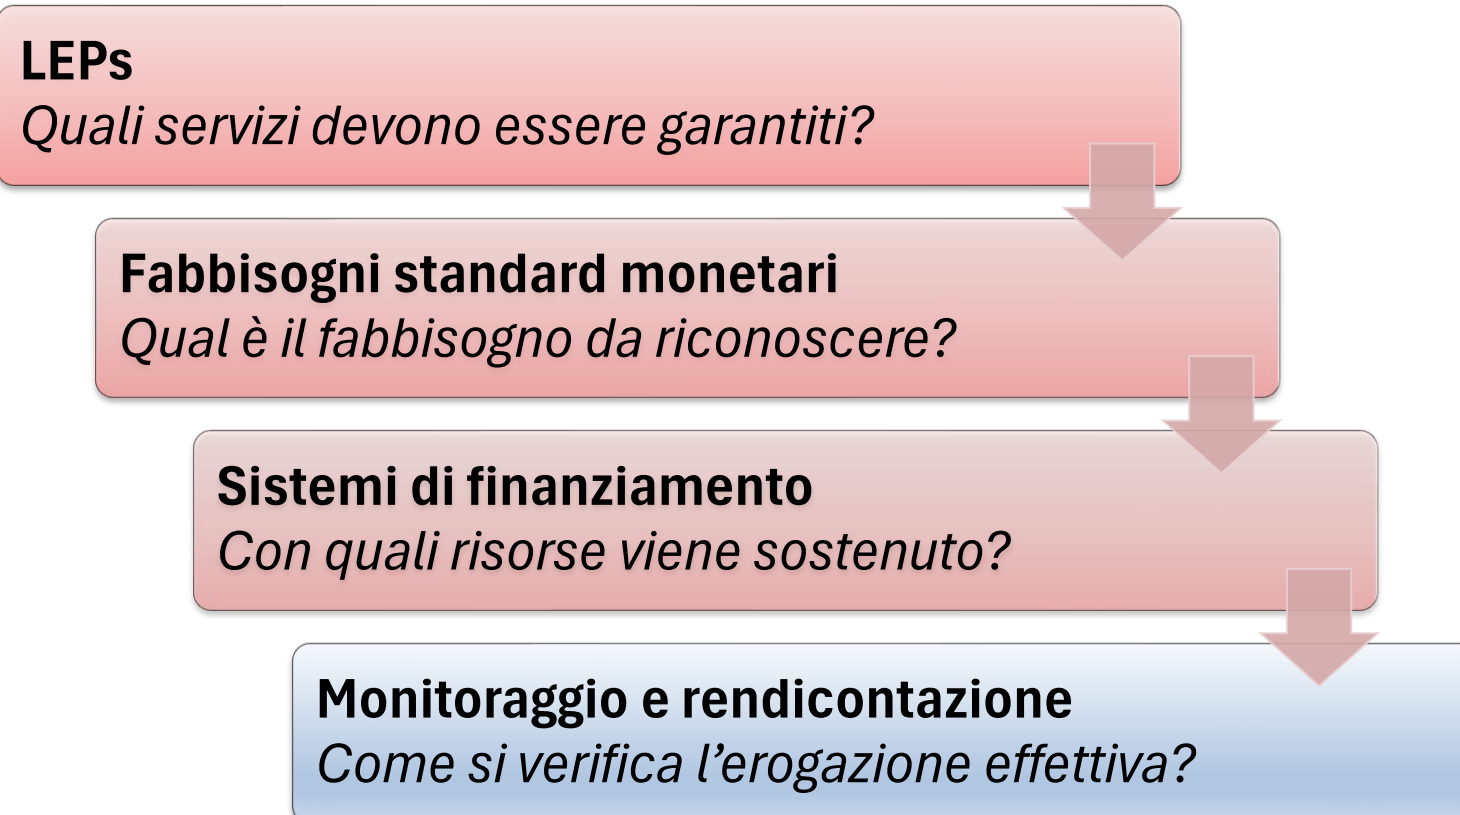 LEPs
Quali servizi devono essere garantiti?
Fabbisogni standard monetari
Qual è il fabbisogno da riconoscere?
Sistemi di finanziamento
Con quali risorse viene sostenuto?
Monitoraggio e rendicontazione
Come si verifica l’erogazione effettiva?